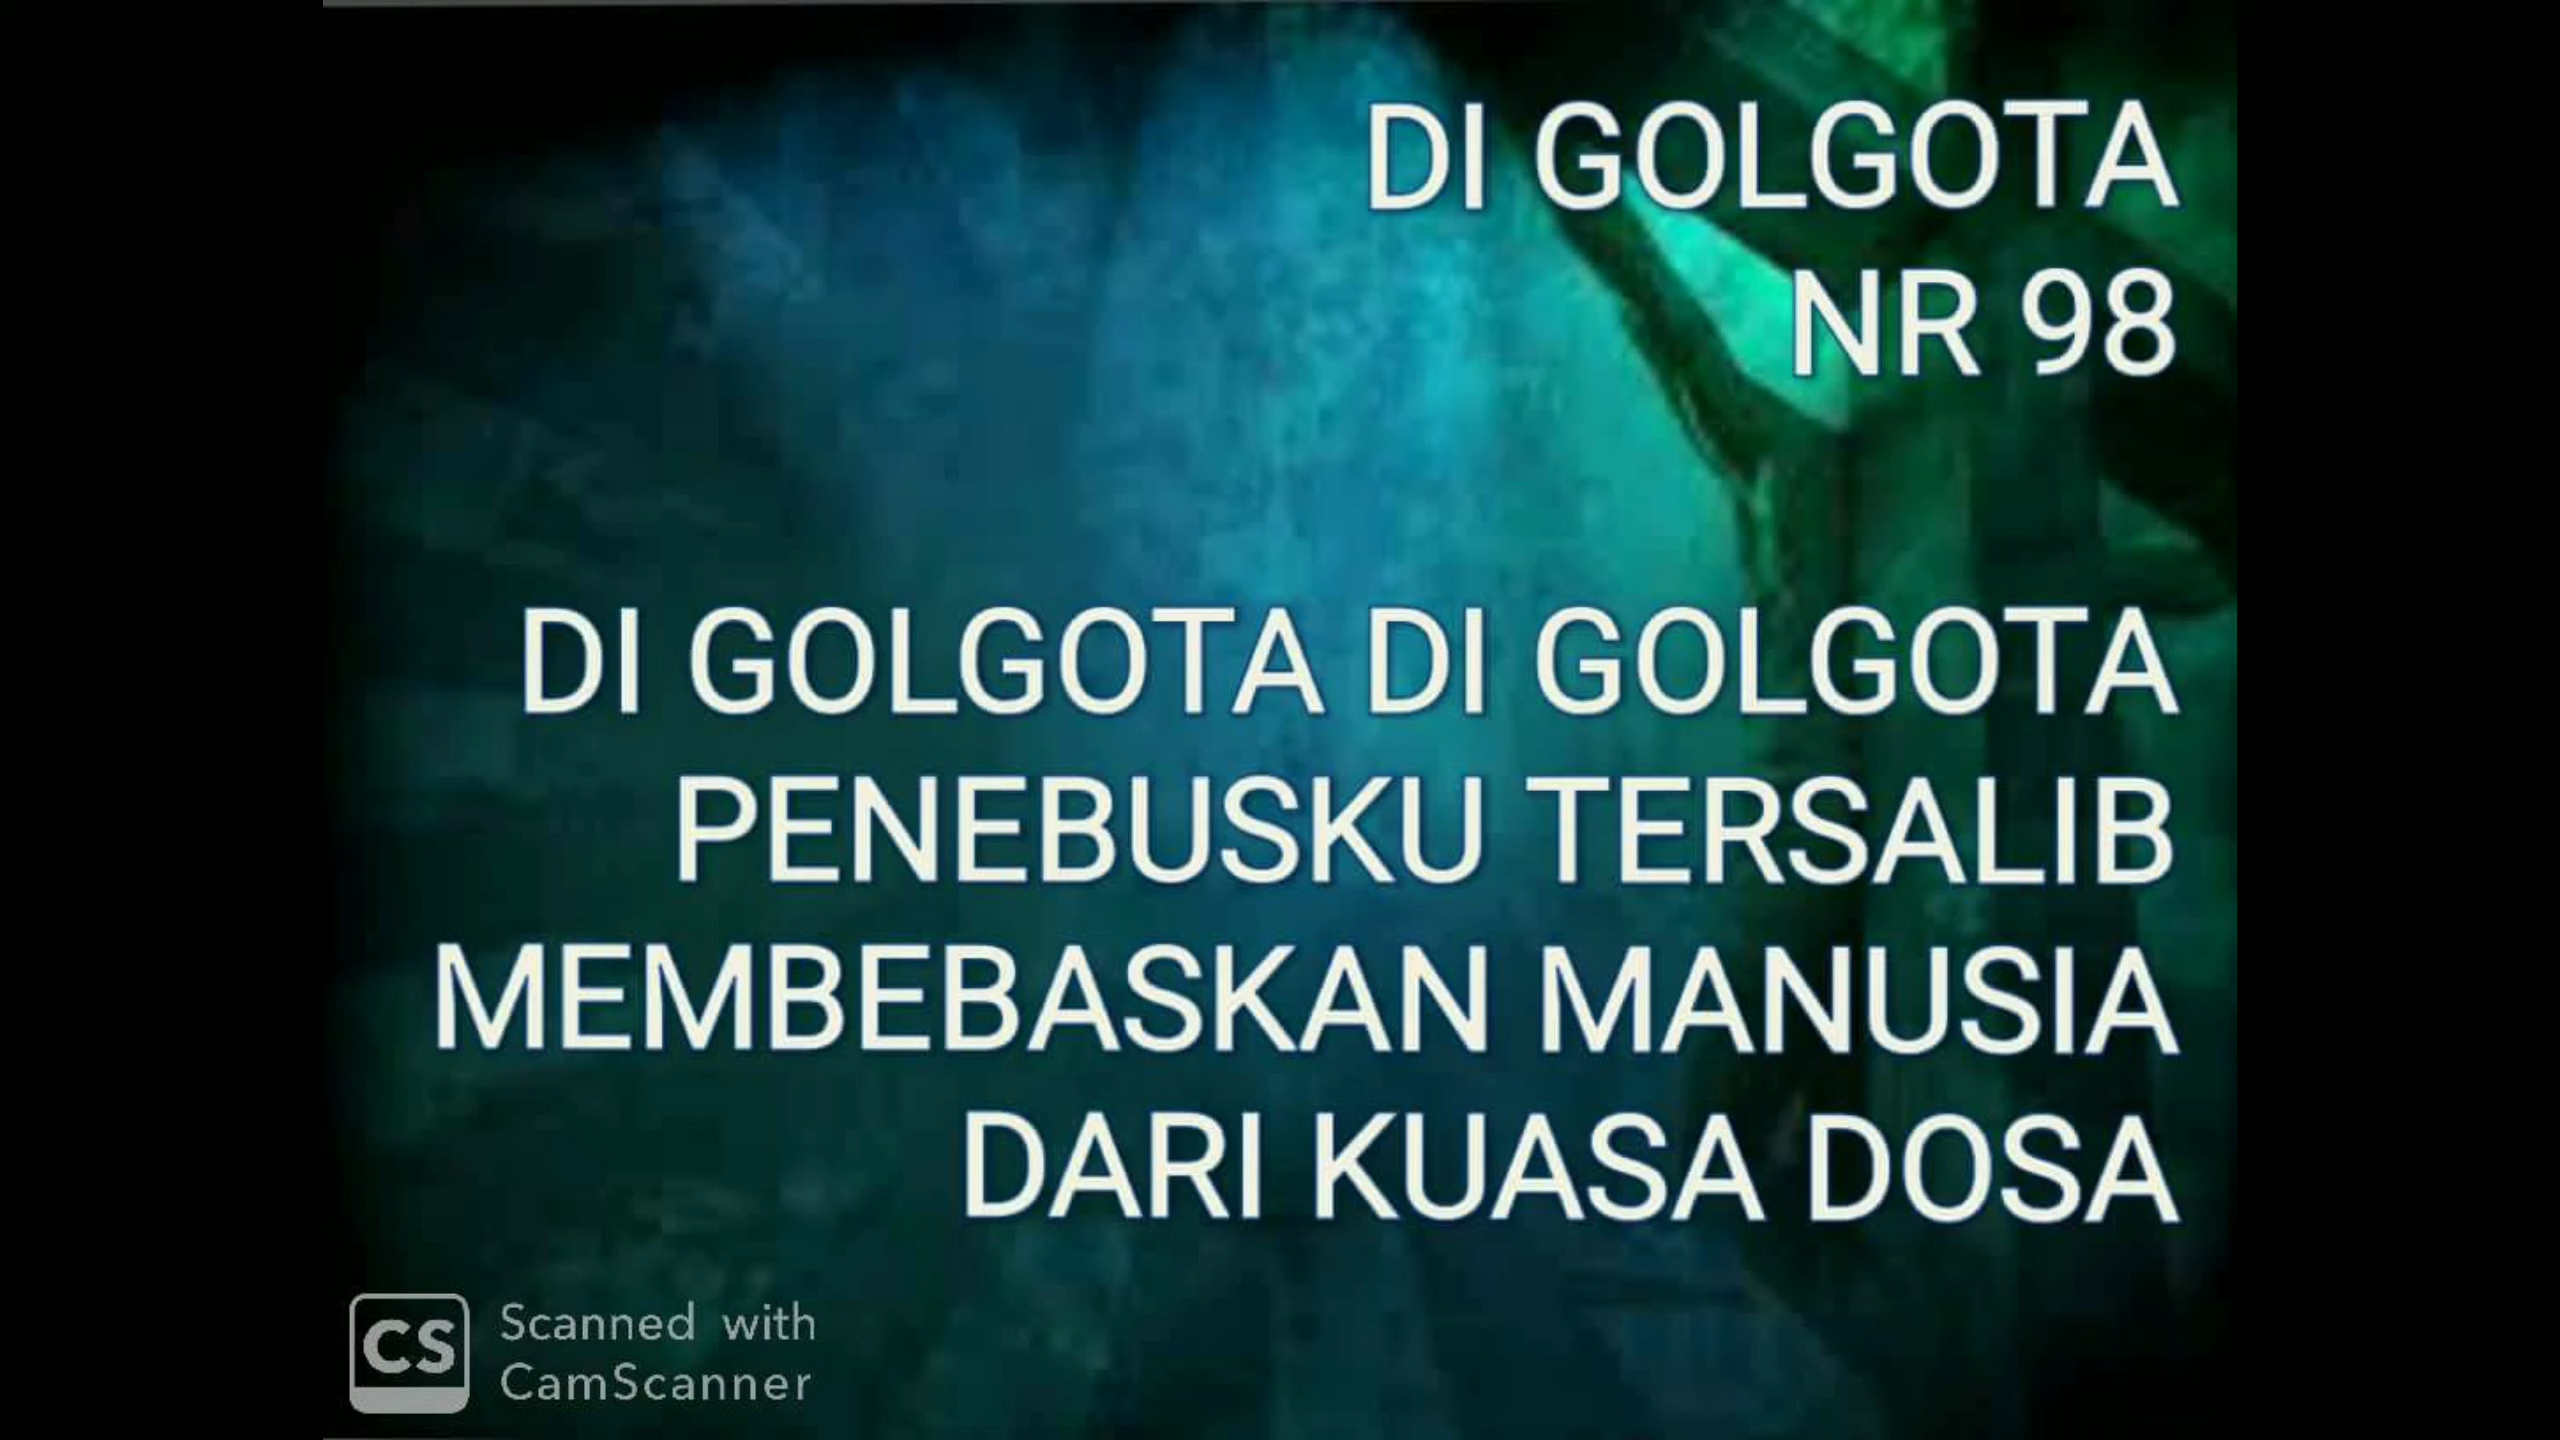 DI GOLGOTA
NR 98
DI GOLGOTA DI GOLGOTA
PENEBUSKU TERSALIB
MEMBEBASKAN MANUSIA
DARI KUASA DOSA
CS
Scanned with
CamScanner